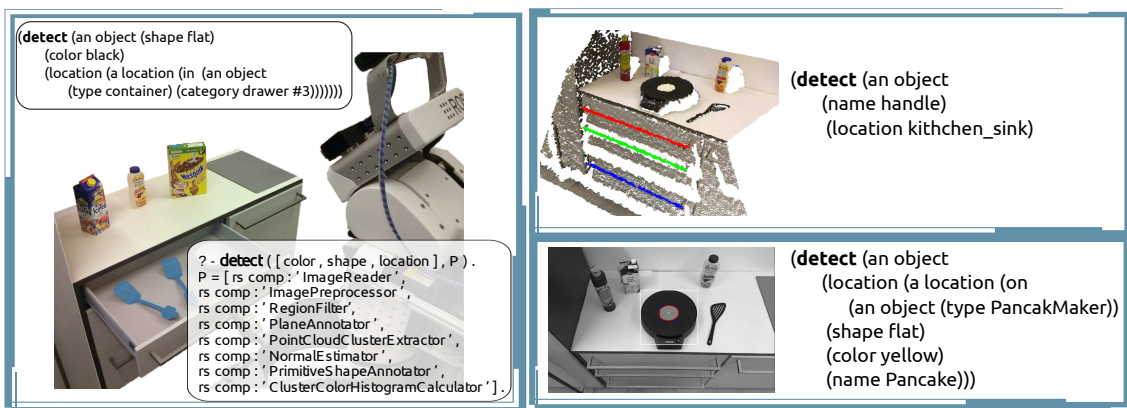 (detect (an object (shape flat)
(color black)
(location (a location (in (an object
(type container) (category drawer #3)))))))
? - detect ( [ color , shape , location ] , P ) .
P = [ rs comp : ' ImageReader ' ,
rs comp : ' ImagePreprocessor ' ,
rs comp : ' RegionFilter',
rs comp : ' PlaneAnnotator ' ,
rs comp : ' PointCloudClusterExtractor ' ,
rs comp : ' NormalEstimator ' ,
rs comp : ' PrimitiveShapeAnnotator ' ,
rs comp : ' ClusterColorHistogramCalculator ' ] .
(detect (an object
(name handle)
(location kithchen_sink)
(detect (an object
(location (a location (on
(an object (type PancakMaker))
(shape flat)
(color yellow)
(name Pancake)))